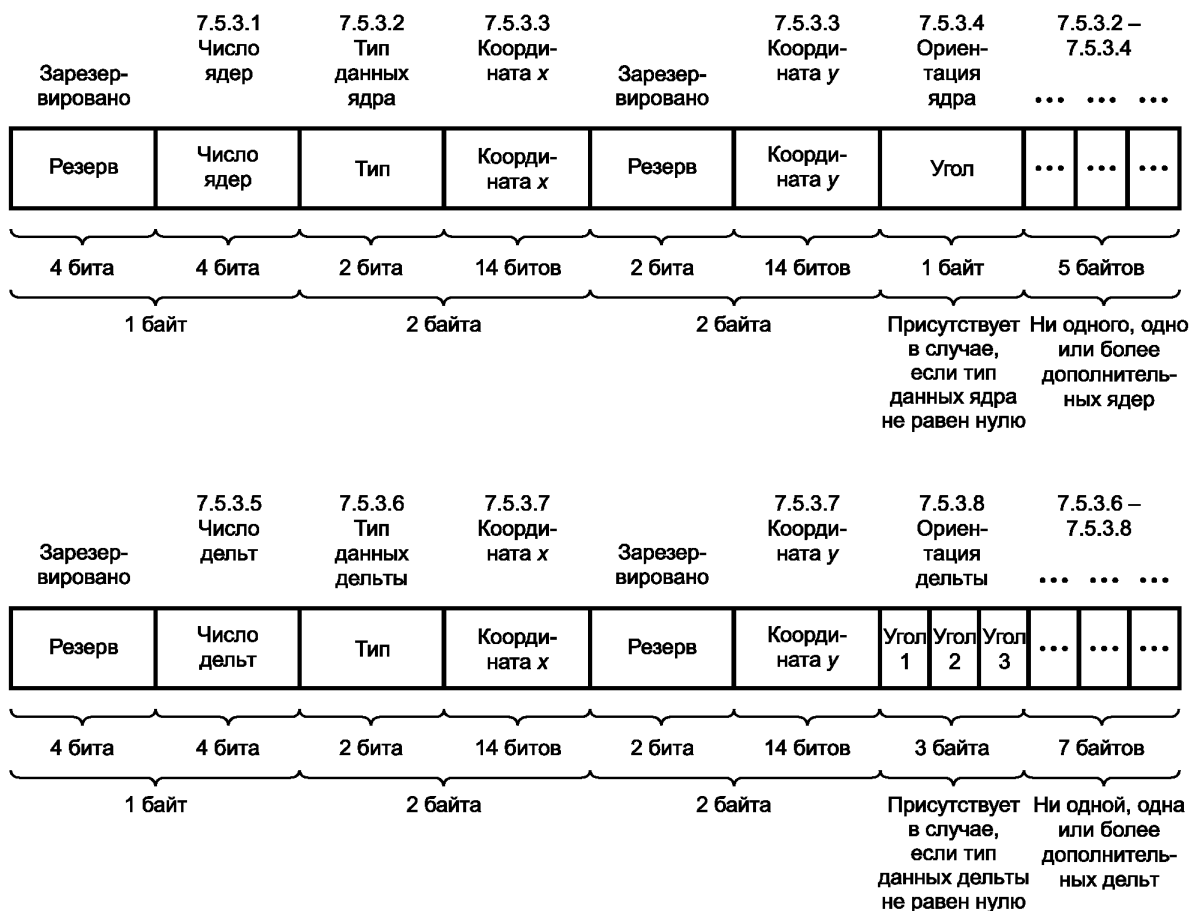 7.5.3.1 7.5.3.2 7.5.3.3 7.5.3.3 7.5.3.4 7.5.3.2 –
Число Тип Коорди- Коорди- Ориен- 7.5.3.4
Зарезер- ядер данных ната x Зарезер- ната y тация
вировано ядра вировано ядра ... ... ...
Резерв Число ядер Тип Коорди- ната x Резерв Коорди- ната y Угол ... ... ...
4 бита 4 бита 2 бита 14 битов 2 бита 14 битов 1 байт 5 байтов
1 байт 2 байта 2 байта Присутствует Ни одного, одно
в случае, или более
если тип дополнитель-
данных ядра ных ядер
не равен нулю
7.5.3.5 7.5.3.6 7.5.3.7 7.5.3.7 7.5.3.8 7.5.3.6 –
Число Тип Коорди- Коорди- Ориен- 7.5.3.8
Зарезер- дельт данных ната x Зарезер- ната y тация
вировано дельты вировано дельты ... ... ...
Резерв Число дельт Тип Коорди- ната x Резерв Коорди- ната y Угол 1 Угол 2 Угол 3 ... ... ...
4 бита 4 бита 2 бита 14 битов 2 бита 14 битов 3 байта 7 байтов
1 байт 2 байта 2 байта Присутствует Ни одной, одна
в случае, или более
если тип дополнитель-
данных дельты ных дельт
не равен нулю